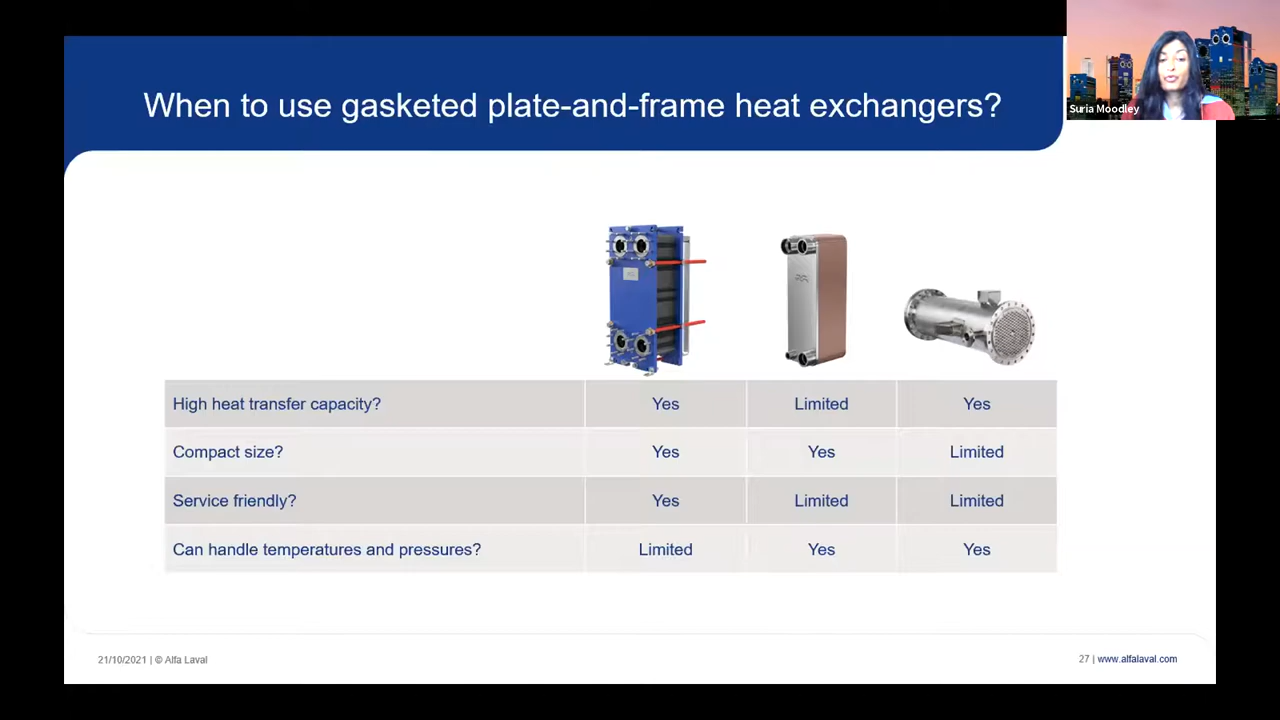 When to use gasketed plate-and-frame heat exchangers?
Suria Moodley
High heat transfer capacity? Yes Limited Yes
Compact size? Yes Yes Limited
Service friendly? Yes Limited Limited
Can handle temperatures and pressures? Limited Yes Yes
21/10/2021 | © Alfa Laval
27 | www.alfalaval.com